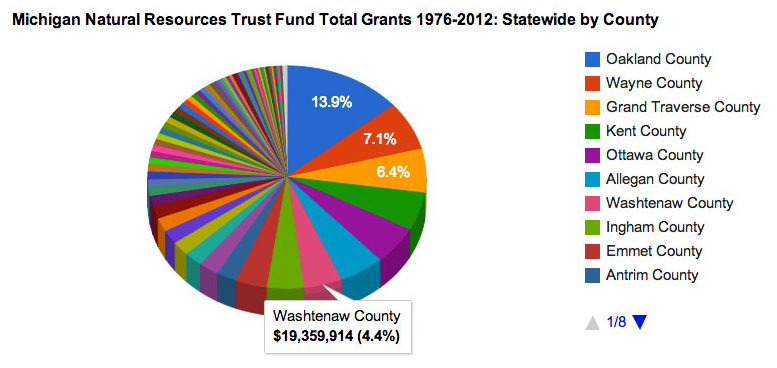 Michigan Natural Resources Trust Fund Total Grants 1976-2012: Statewide by County
13.9%
7.1%
6.4%
Oakland County
Wayne County
Grand Traverse County
Kent County
Ottawa County
Allegan County
Washtenaw County
Ingham County
Emmet County
Antrim County
1/8
Washtenaw County
$19,359,914 (4.4%)